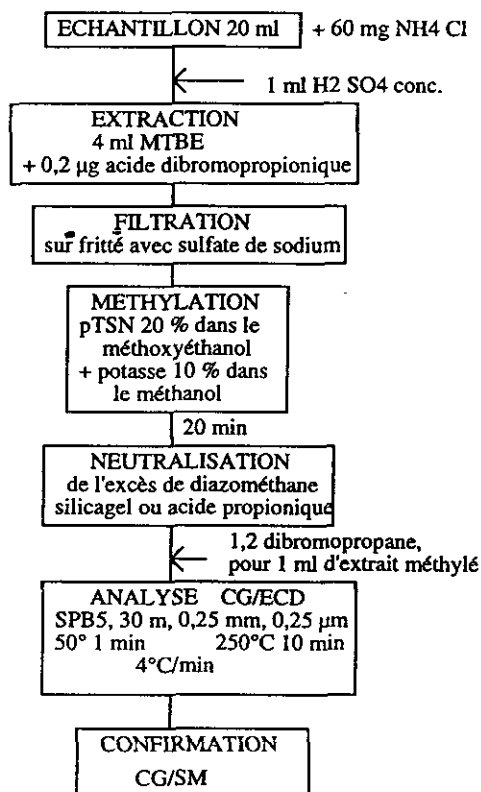 ECHANTILLON 20 ml + 60 mg NH4 Cl
1 ml H2 SO4 conc.
EXTRACTION
4 ml MTBE
+ 0,2 µg acide dibromopropionique
FILTRATION
sur fritté avec sulfate de sodium
METHYLATION
pTSN 20 % dans le
méthoxyéthanol
+ potasse 10 % dans
le méthanol
20 min
NEUTRALISATION
de l'excès de diazométhane
silicagel ou acide propionique
1,2 dibromopropane,
pour 1 ml d'extrait méthylé
ANALYSE CG/ECD
SPB5, 30 m, 0,25 mm, 0,25 µm
50° 1 min 250°C 10 min
4°C/min
CONFIRMATION
CG/SM